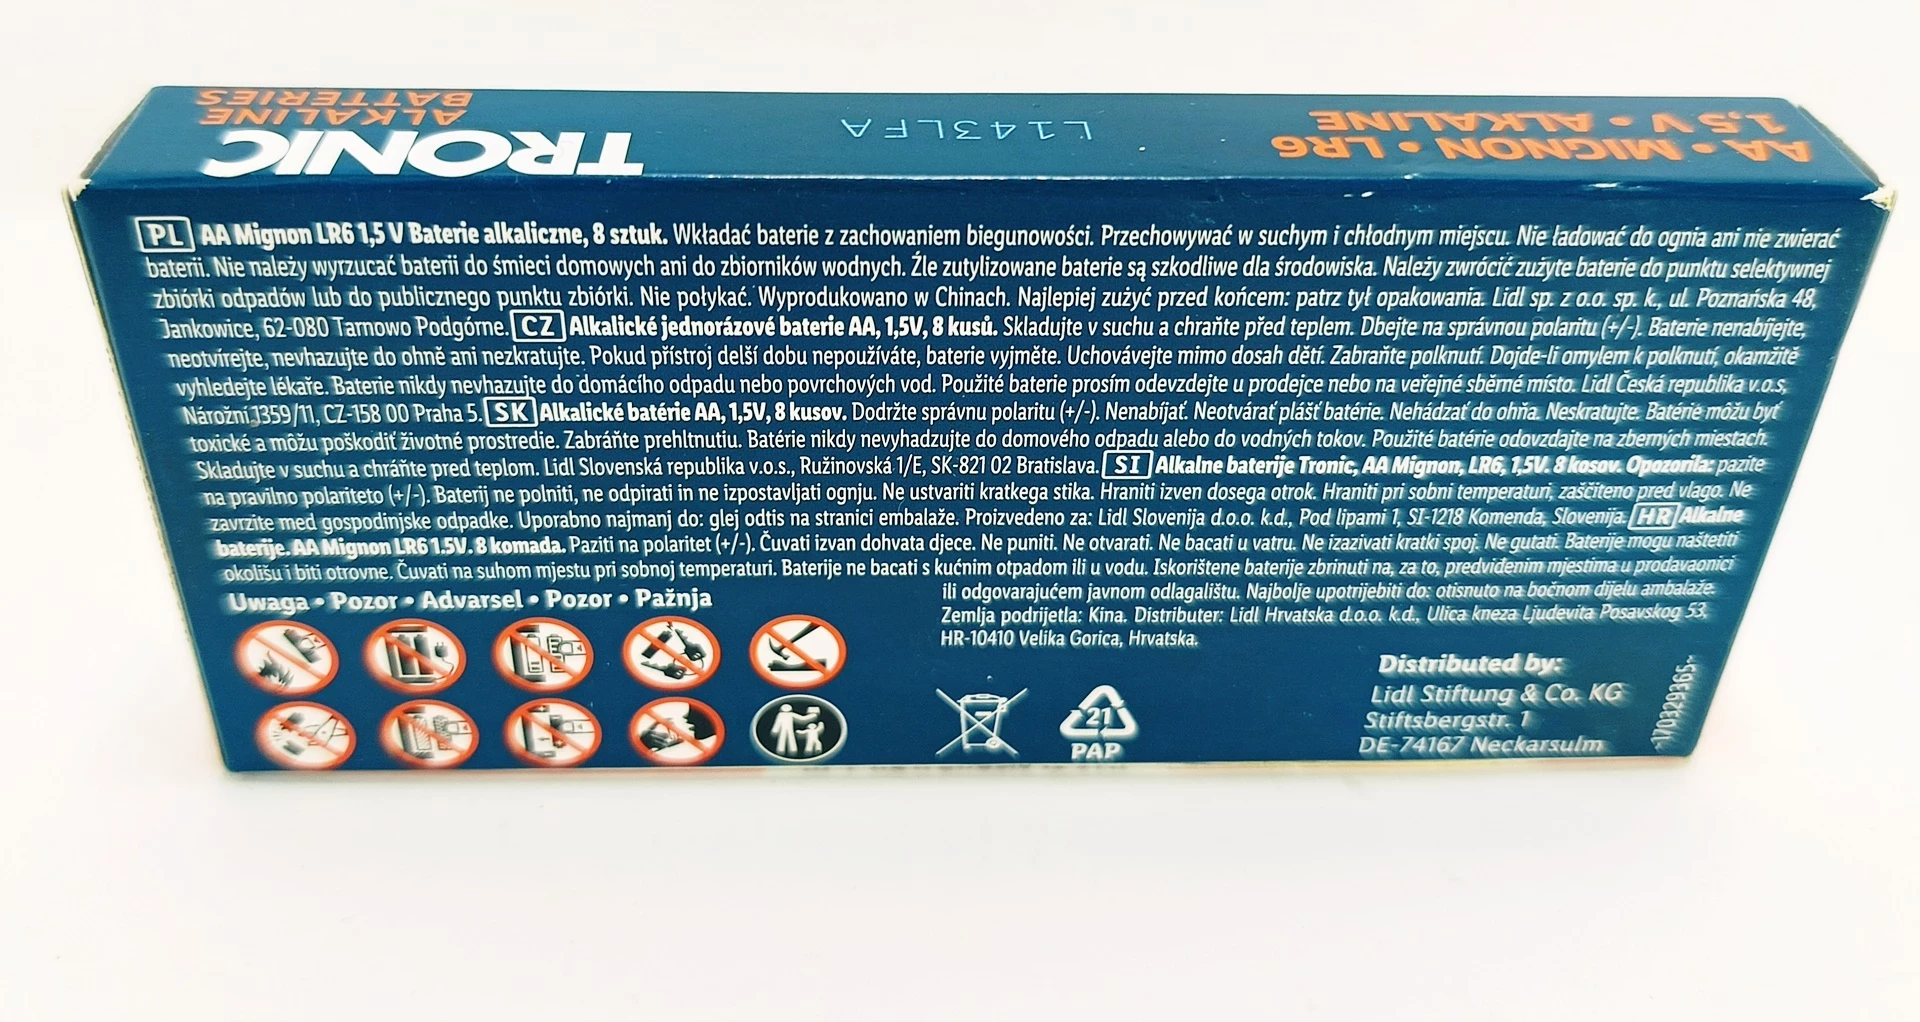 ALKALINE
BATTERIES
TRONIC
L143LFA
AA • MIGNON • LR6
1,5 V • ALKALINE
PL AA Mignon LR6 1,5 V Baterie alkaliczne, 8 sztuk. Wkładać baterie z zachowaniem biegunowości. Przechowywać w suchym i chłodnym miejscu. Nie ładować do ognia ani nie zwierać
baterii. Nie należy wyrzucać baterii do śmieci domowych ani do zbiorników wodnych. Źle zutylizowane baterie są szkodliwe dla środowiska. Należy zwrócić zużyte baterie do punktu selektywnej
zbiórki odpadów lub do publicznego punktu zbiórki. Nie połykać. Wyprodukowano w Chinach. Najlepiej zużyć przed końcem: patrz tył opakowania. Lidl sp. z o.o. sp. k., ul. Poznańska 48,
Jankowice, 62-080 Tarnowo Podgórne. CZ Alkalické jednorázové baterie AA, 1,5V, 8 kusů. Skladujte v suchu a chraňte před teplem. Dbejte na správnou polaritu (+/-). Baterie nenabíjejte,
neotvírejte, nevhazujte do ohně ani nezkratujte. Pokud přístroj delší dobu nepoužíváte, baterie vyjměte. Uchovávejte mimo dosah dětí. Zabraňte polknutí. Dojde-li omylem k polknutí, okamžitě
vyhledejte lékaře. Baterie nikdy nevhazujte do domácího odpadu nebo povrchových vod. Použité baterie prosím odevzdejte u prodejce nebo na veřejné sběrné místo. Lidl Česká republika v.o.s,
Nárožní 1359/11, CZ-158 00 Praha 5. SK Alkalické batérie AA, 1,5V, 8 kusov. Dodržte správnu polaritu (+/-). Nenabíjať. Neotvárať plášť batérie. Nehádzať do ohňa. Neskratujte. Batérie môžu byť
toxické a môžu poškodiť životné prostredie. Zabráňte prehltnutiu. Batérie nikdy nevyhadzujte do domového odpadu alebo do vodných tokov. Použité batérie odovzdajte na zberných miestach.
Skladujte v suchu a chráňte pred teplom. Lidl Slovenská republika v.o.s., Ružinovská 1/E, SK-821 02 Bratislava. SI Alkalne baterije Tronic, AA Mignon, LR6, 1,5V. 8 kosov. Opozorila: pazite
na pravilno polariteto (+/-). Baterij ne polniti, ne odpirati in ne izpostavljati ognju. Ne ustvariti kratkega stika. Hraniti izven dosega otrok. Hraniti pri sobni temperaturi, zaščiteno pred vlago. Ne
zavrzite med gospodinjske odpadke. Uporabno najmanj do: glej odtis na stranici embalaže. Proizvedeno za: Lidl Slovenija d.o.o. k.d., Pod lipami 1, SI-1218 Komenda, Slovenija. HR Alkalne
baterije. AA Mignon LR6 1.5V. 8 komada. Paziti na polaritet (+/-). Čuvati izvan dohvata djece. Ne puniti. Ne otvarati. Ne bacati u vatru. Ne izazivati kratki spoj. Ne gutati. Baterije mogu naštetiti
okolišu i biti otrovne. Čuvati na suhom mjestu pri sobnoj temperaturi. Baterije ne bacati s kućnim otpadom ili u vodu. Iskorištene baterije zbrinuti na, za to, predviđenim mjestima u prodavaonici
ili odgovarajućem javnom odlagalištu. Najbolje upotrijebiti do: otisnuto na bočnom dijelu ambalaže.
Zemlja podrijetla: Kina. Distributer: Lidl Hrvatska d.o.o. k.d., Ulica kneza Ljudevita Posavskog 53,
HR-10410 Velika Gorica, Hrvatska.
Uwaga • Pozor • Advarsel • Pozor • Pažnja
21
PAP
Distributed by:
Lidl Stiftung & Co. KG
Stiftsbergstr. 1
DE-74167 Neckarsulm